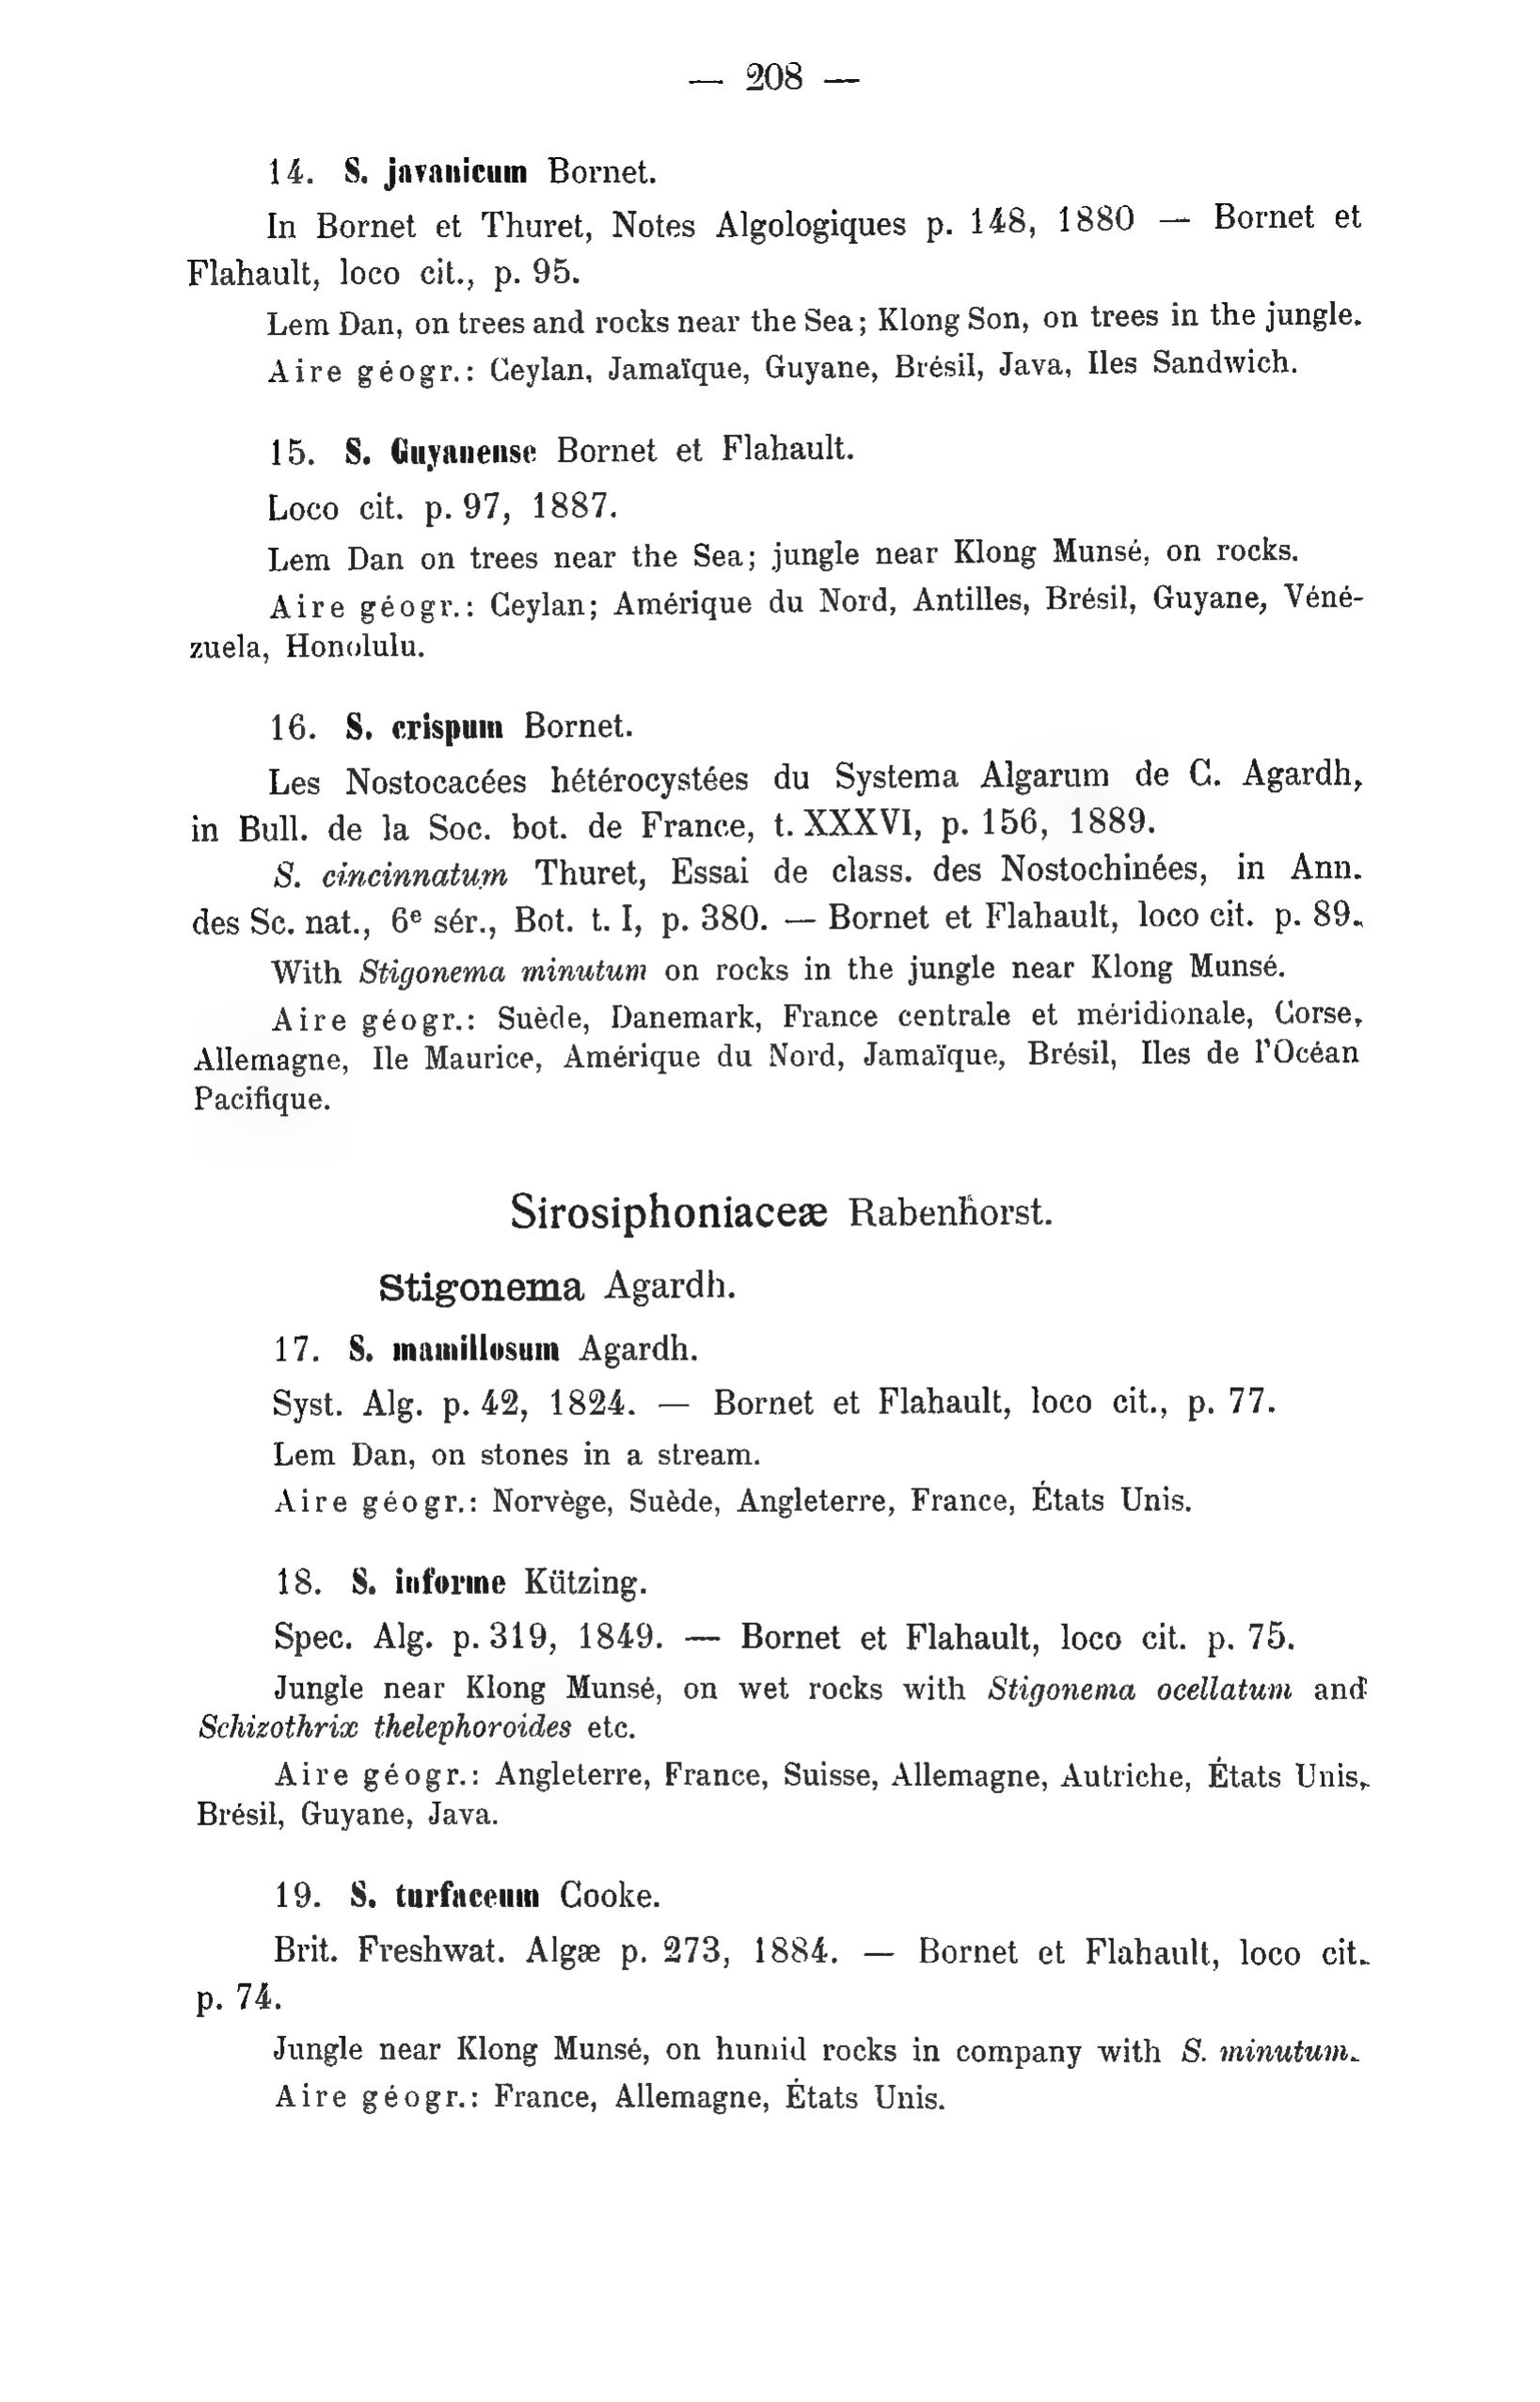 — 208 —
14. S. javanicum Bornet.
In Bornet et Thuret, Notes Algologiques p. 148, 1880 — Bornet et
Flahault, loco cit., p. 95.
Lem Dan, on trees and rocks near the Sea; Klong Son, on trees in the jungle.
Aire géogr.: Ceylan, Jamaïque, Guyane, Brésil, Java, Iles Sandwich.
15. S. Guyanense Bornet et Flahault.
Loco cit. p. 97, 1887.
Lem Dan on trees near the Sea; jungle near Klong Munsé, on rocks.
Aire géogr.: Ceylan; Amérique du Nord, Antilles, Brésil, Guyane, Véné-
zuela, Honolulu.
16. S. crispum Bornet.
Les Nostocacées hétérocystées du Systema Algarum de C. Agardh,
in Bull. de la Soc. bot. de France, t. XXXVI, p. 156, 1889.
S. cincinnatum Thuret, Essai de class. des Nostochinées, in Ann.
des Sc. nat., 6e sér., Bot. t. I, p. 380. — Bornet et Flahault, loco cit. p. 89.
With Stigonema minutum on rocks in the jungle near Klong Munsé.
Aire géogr.: Suède, Danemark, France centrale et méridionale, Corse,
Allemagne, Ile Maurice, Amérique du Nord, Jamaïque, Brésil, Iles de l'Océan
Pacifique.
Sirosiphoniaceæ Rabenhorst.
Stigonema Agardh.
17. S. mamillosum Agardh.
Syst. Alg. p. 42, 1824. — Bornet et Flahault, loco cit., p. 77.
Lem Dan, on stones in a stream.
Aire géogr.: Norvège, Suède, Angleterre, France, États Unis.
18. S. informe Kützing.
Spec. Alg. p. 319, 1849. — Bornet et Flahault, loco cit. p. 75.
Jungle near Klong Munsé, on wet rocks with Stigonema ocellatum and
Schizothrix thelephoroides etc.
Aire géogr.: Angleterre, France, Suisse, Allemagne, Autriche, États Unis,
Brésil, Guyane, Java.
19. S. turfaceum Cooke.
Brit. Freshwat. Algæ p. 273, 1884. — Bornet et Flahault, loco cit.
p. 74.
Jungle near Klong Munsé, on humid rocks in company with S. minutum.
Aire géogr.: France, Allemagne, États Unis.